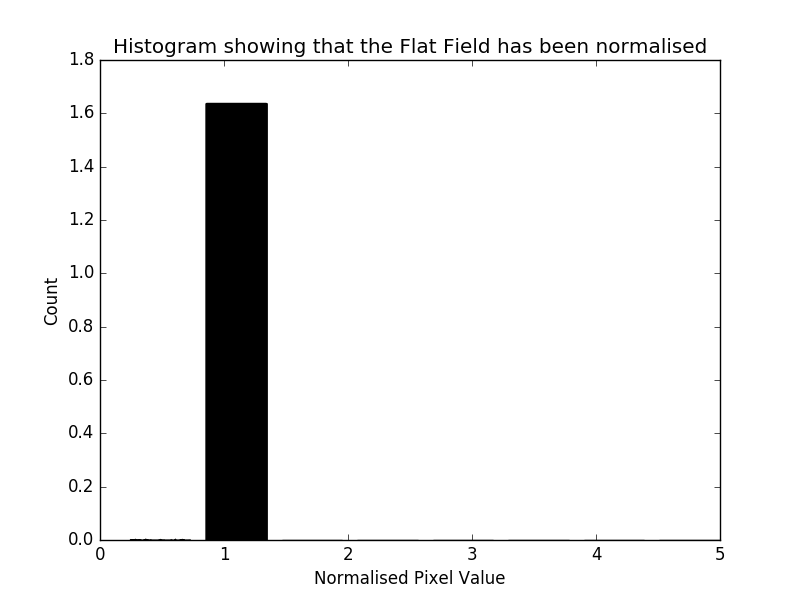 Histogram showing that the Flat Field has been normalised
1.8
1.6
1.4
1.2
1.0
0.8
0.6
0.4
0.2
0.0
Count
0 1 2 3 4 5
Normalised Pixel Value